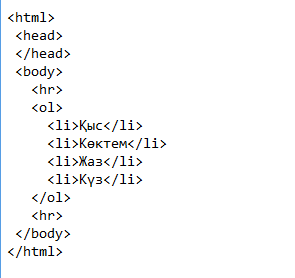 <html>
<head>
</head>
<body>
<hr>
<ol>
<li>Қыс</li>
<li>Көктем</li>
<li>Жаз</li>
<li>Күз</li>
</ol>
<hr>
</body>
</html>